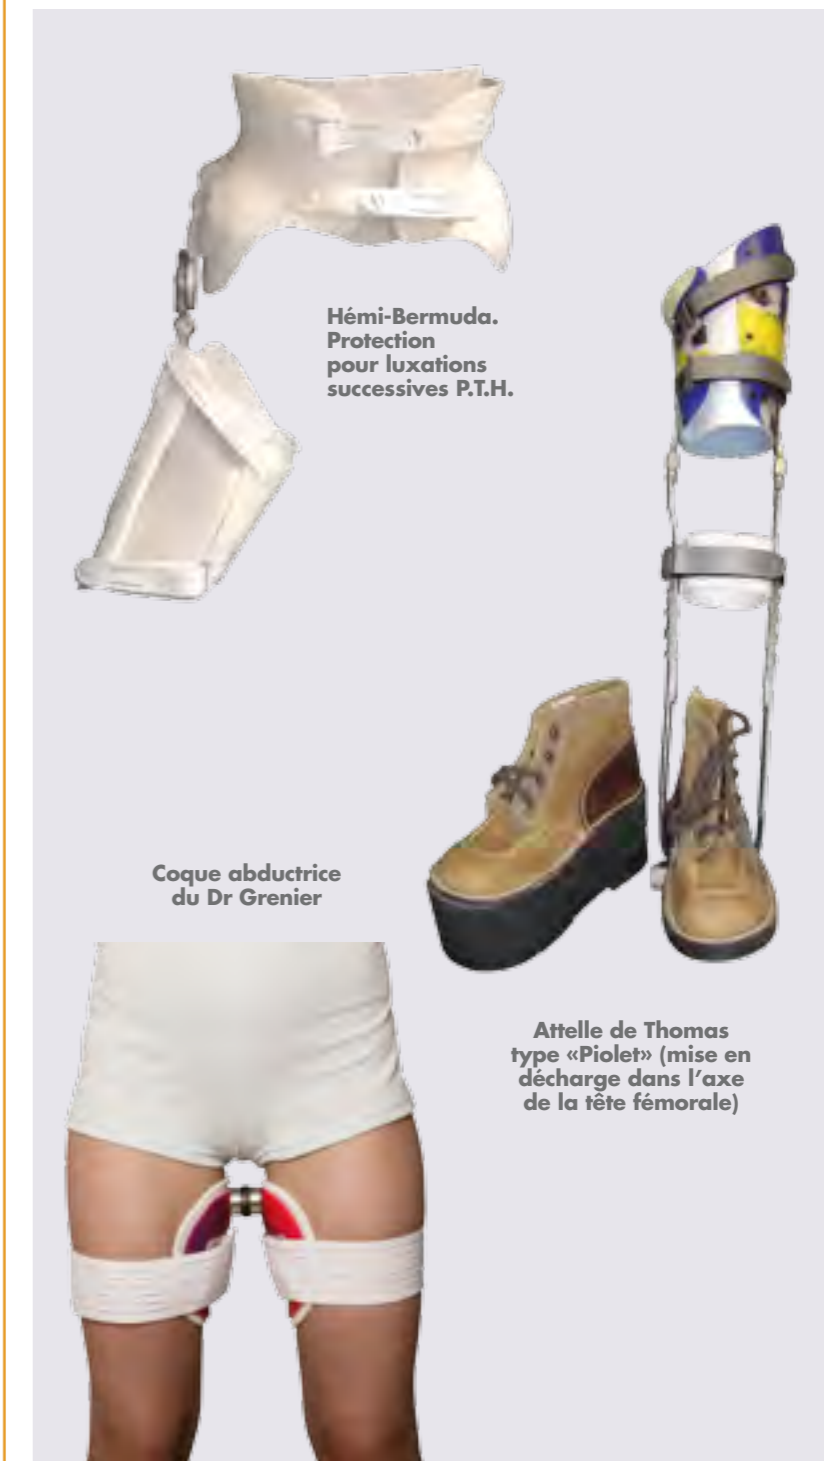 Hémi-Bermuda.
Protection
pour luxations
successives P.T.H.
Coque abductrice
du Dr Grenier
Attelle de Thomas
type «Piolet» (mise en
décharge dans l’axe
de la tête fémorale)